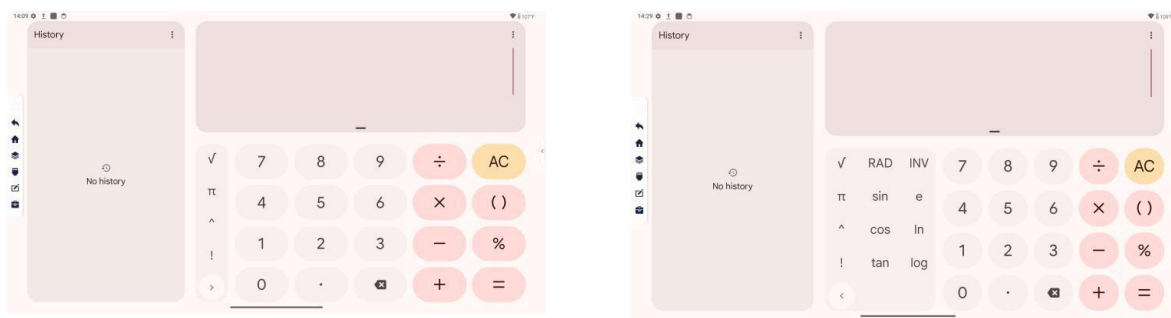 14:09 107°F
History
No history
√ 7 8 9 ÷ AC
π 4 5 6 × ( )
^ 1 2 3 − %
! 0 . + =
14:29
History
No history
√ RAD INV 7 8 9 ÷ AC
π sin e 4 5 6 × ( )
^ cos ln 1 2 3 − %
! tan log 0 . + =